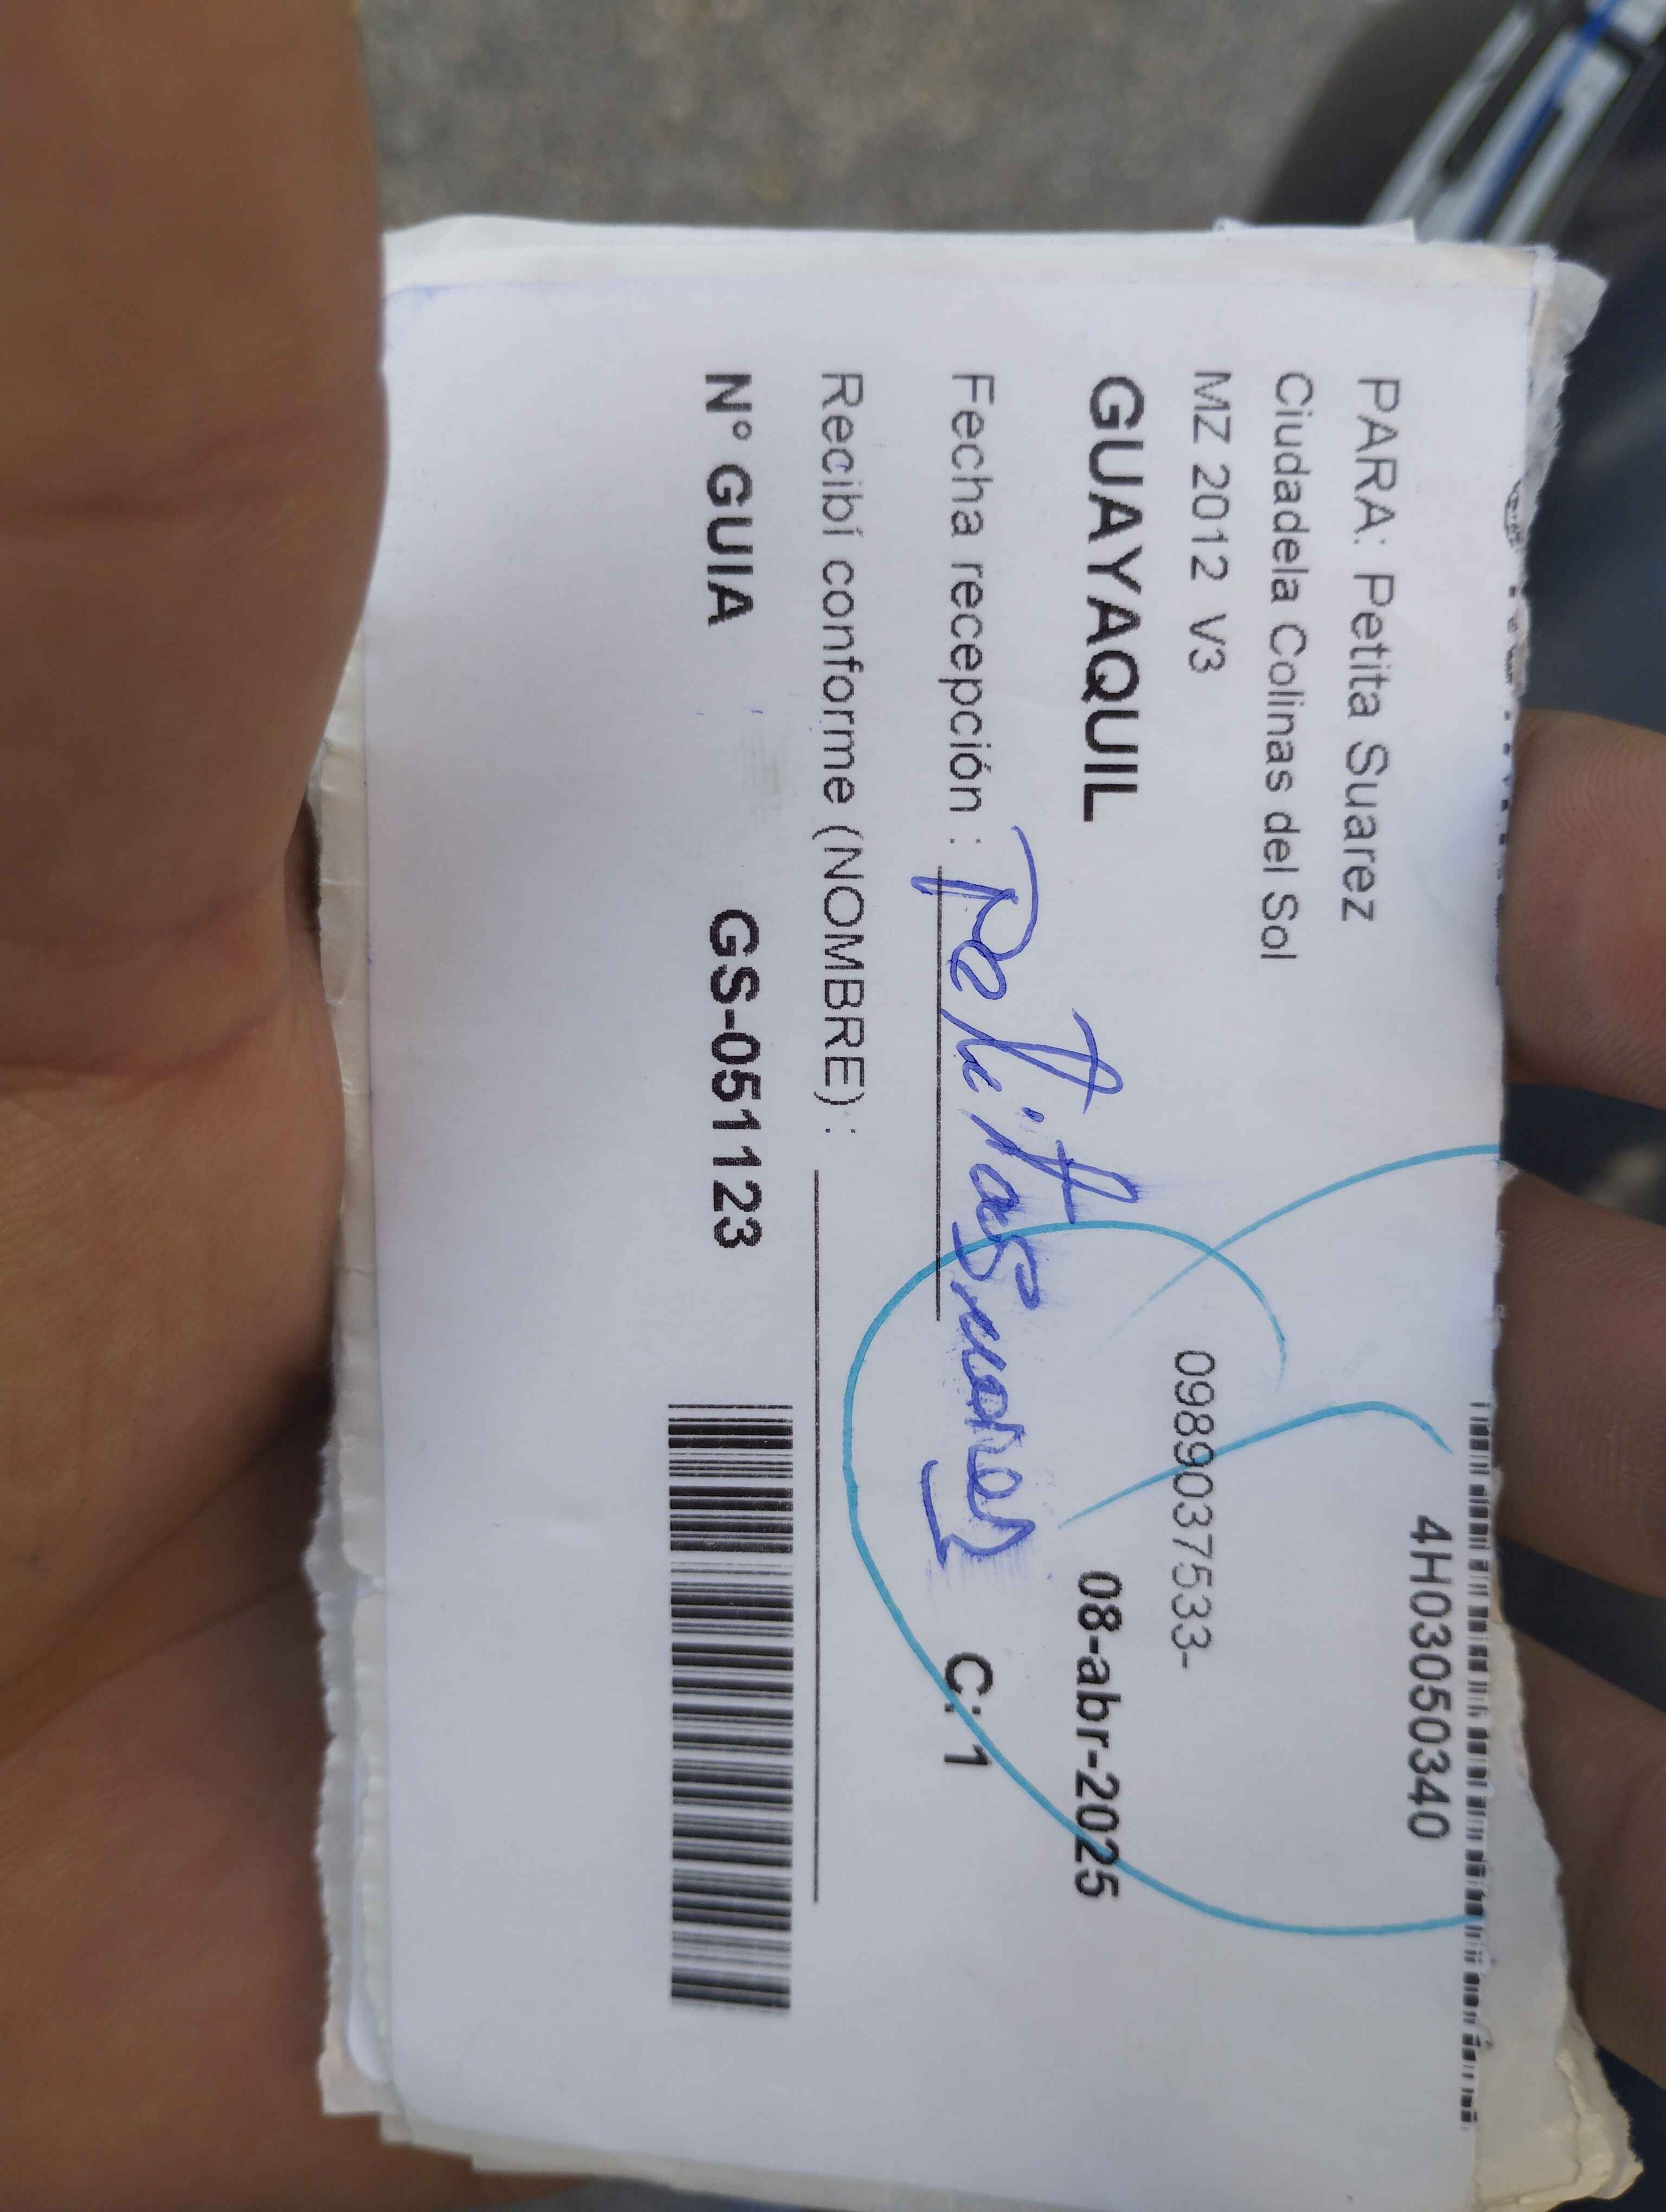 4H03050340
PARA: Petita Suarez
Ciudadela Colinas del Sol
MZ 2012 V3
0989037533-
GUAYAQUIL
08-abr-2025
Fecha recepción : Petita Suarez
C: 1
Recibí conforme (NOMBRE) :
N° GUIA GS-051123